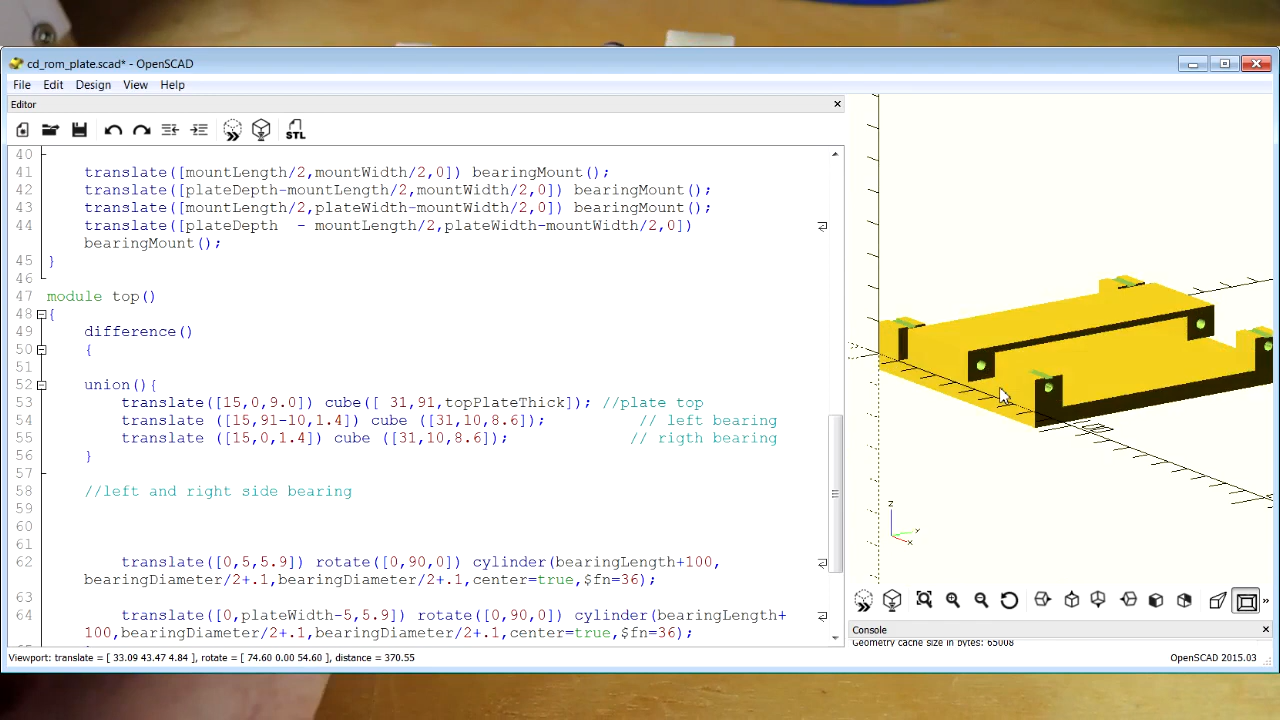 cd_rom_plate.scad* - OpenSCAD
File Edit Design View Help
Editor
STL
40
41 translate([mountLength/2,mountWidth/2,0]) bearingMount();
42 translate([plateDepth-mountLength/2,mountWidth/2,0]) bearingMount();
43 translate([mountLength/2,plateWidth-mountWidth/2,0]) bearingMount();
44 translate([plateDepth  - mountLength/2,plateWidth-mountWidth/2,0])
bearingMount();
45 }
46
47 module top()
48 {
49 difference()
50 {
51
52 union(){
53 translate([15,0,9.0]) cube([ 31,91,topPlateThick]); //plate top
54 translate ([15,91-10,1.4]) cube ([31,10,8.6]); // left bearing
55 translate ([15,0,1.4]) cube ([31,10,8.6]); // rigth bearing
56 }
57
58 //left and right side bearing
59
60
61
62 translate([0,5,5.9]) rotate([0,90,0]) cylinder(bearingLength+100,
bearingDiameter/2+.1,bearingDiameter/2+.1,center=true,$fn=36);
63
64 translate([0,plateWidth-5,5.9]) rotate([0,90,0]) cylinder(bearingLength+
100,bearingDiameter/2+.1,bearingDiameter/2+.1,center=true,$fn=36);
z
y
x
Console
Geometry cache size in bytes: 65008
Viewport: translate = [ 33.09 43.47 4.84 ], rotate = [ 74.60 0.00 54.60 ], distance = 370.55
OpenSCAD 2015.03